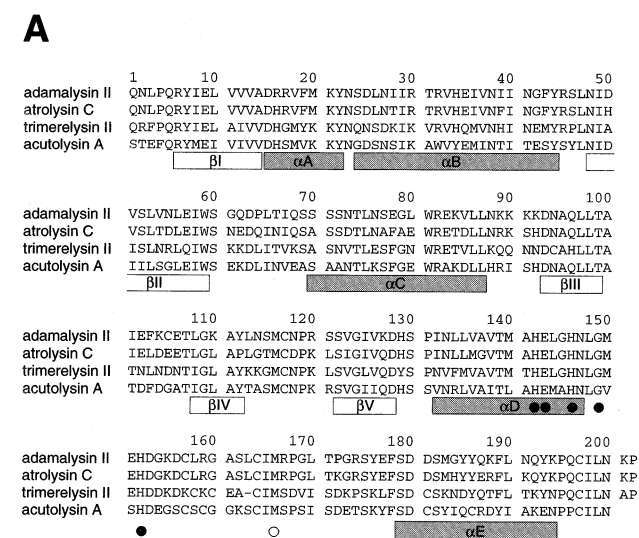 A
1 10 20 30 40 50
adamalysin II QNLPQRYIEL VVVADRRVFM KYNSDLNIIR TRVHEIVNII NGFYRSLNID
atrolysin C QNLPQRYIEL VVVADHRVFM KYNSDLNTIR TRVHEIVNFI NGFYRSLNIH
trimerelysin II QRFPQRYIEL AIVVDHGMYK KYNQNSDKIK VRVHQMVNHI NEMYRPLNIA
acutolysin A STEFQRYMEI VIVVDHSMVK KYNGDSNSIK AWVYEMINTI TESYSYLNID
βI αA αB
60 70 80 90 100
adamalysin II VSLVNLEIWS GQDPLTIQSS SSNTLNSEGL WREKVLLNKK KKDNAQLLTA
atrolysin C VSLTDLEIWS NEDQINIQSA SSDTLNAFAE WRETDLLNRK SHDNAQLLTA
trimerelysin II ISLNRLQIWS KKDLITVKSA SNVTLESFGN WRETVLLKQQ NNDCAHLLTA
acutolysin A IILSGLEIWS EKDLINVEAS AANTLKSFGE WRAKDLLHRI SHDNAQLLTA
βII αC βIII
110 120 130 140 150
adamalysin II IEFKCETLGK AYLNSMCNPR SSVGIVKDHS PINLLVAVTM AHELGHNLGM
atrolysin C IELDEETLGL APLGTMCDPK LSIGIVQDHS PINLLMGVTM AHELGHNLGM
trimerelysin II TNLNDNTIGL AYKKGMCNPK SSVGLVQDYS PNVFMVAVTM THELGHNLGM
acutolysin A TDFDGATIGL AYTASMCNPK RSVGIIQDHS SVNRLVAITL AHEMAHNLGV
βIV βV αD
160 170 180 190 200
adamalysin II EHDGKDCLRG ASLCIMRPGL TPGRSYEFSD DSMGYYQKFL NQYKPQCILN KP
atrolysin C EHDGKDCLRG ASLCIMRPGL TKGRSYEFSD DSMHYYERFL KQYKPQCILN KP
trimerelysin II EHDDKDKCKC EA-CIMSDVI SDKPSKLFSD CSKNDYQTFL TKYNPQCILN AP
acutolysin A SHDEGSCSCG GKSCIMSPSI SDETSKYFSD CSYIQCRDYI AKENPPCILN
αE